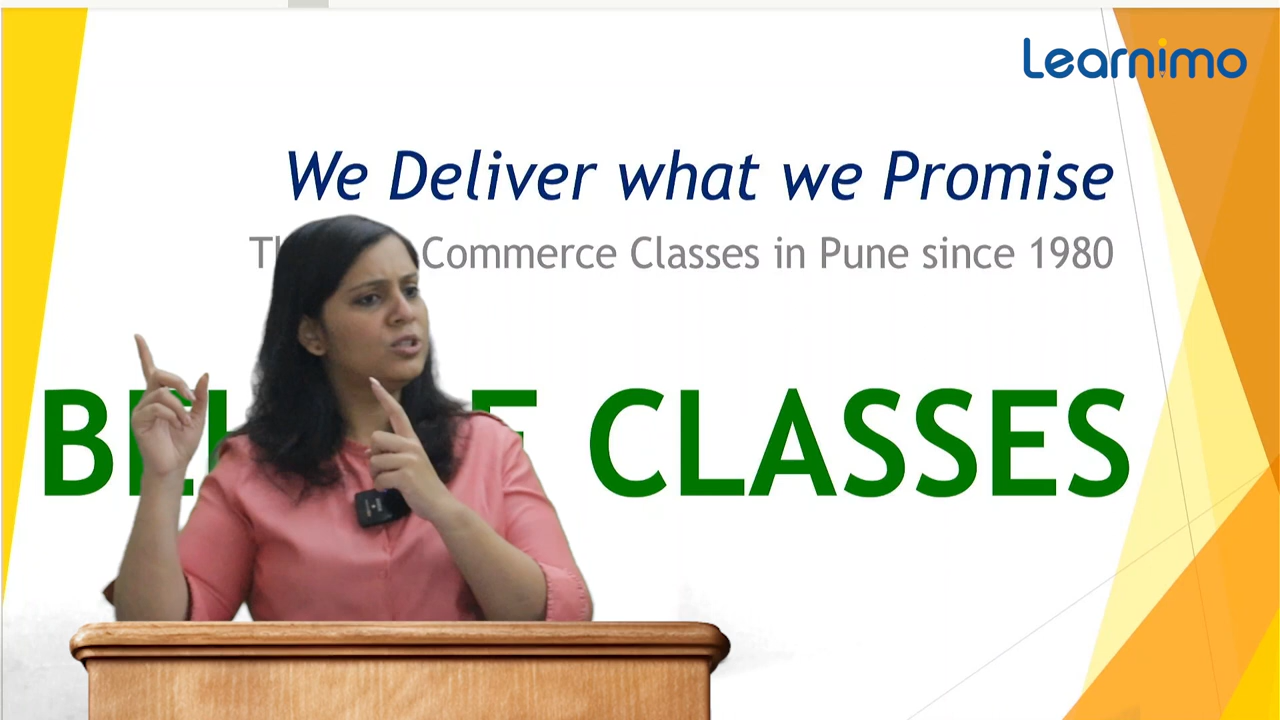 Learnimo
We Deliver what we Promise
Commerce Classes in Pune since 1980
CLASSES